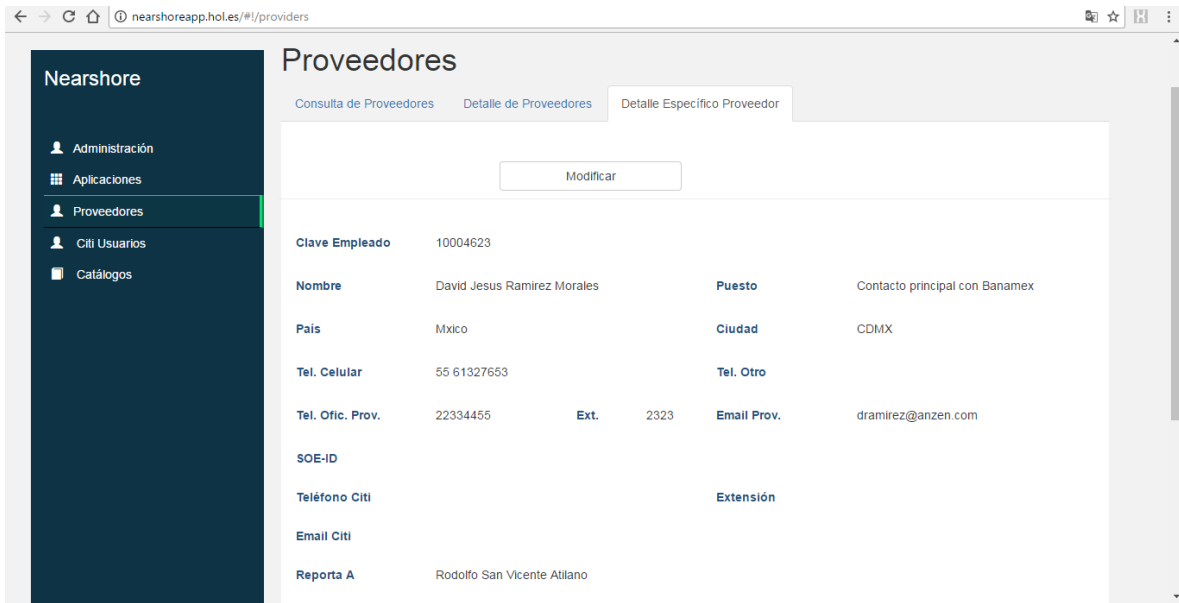 nearshoreapp.hol.es/#!/providers
Nearshore
Administración
Aplicaciones
Proveedores
Citi Usuarios
Catálogos
Proveedores
Consulta de Proveedores Detalle de Proveedores Detalle Específico Proveedor
Modificar
Clave Empleado 10004623
Nombre David Jesus Ramirez Morales Puesto Contacto principal con Banamex
País Mxico Ciudad CDMX
Tel. Celular 55 61327653 Tel. Otro
Tel. Ofic. Prov. 22334455 Ext. 2323 Email Prov. dramirez@anzen.com
SOE-ID
Teléfono Citi Extensión
Email Citi
Reporta A Rodolfo San Vicente Atilano